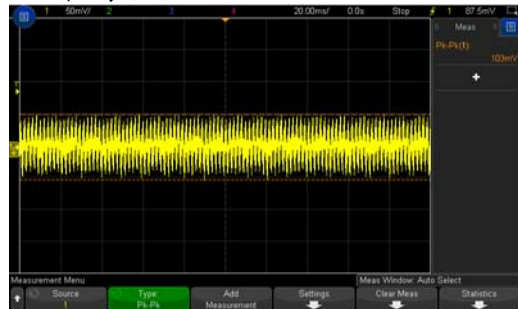 1 50mV/ 2 3 4 20.00ms/ 0.0s Stop 1 87.5mV
Meas
Pk-Pk(1):
103mV
Measurement Menu Meas Window: Auto Select
Source Type: Add Settings Clear Meas Statistics
1 Pk-Pk Measurement